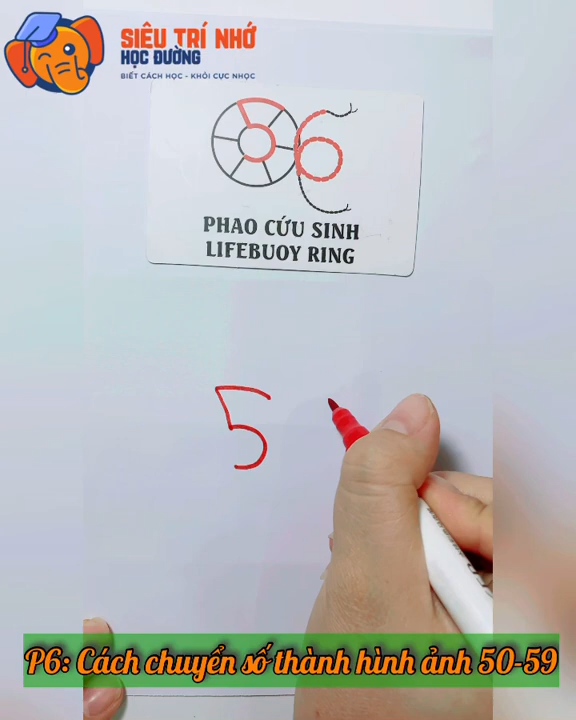 SIÊU TRÍ NHỚ
HỌC ĐƯỜNG
BIẾT CÁCH HỌC - KHỎI CỰC NHỌC
56
PHAO CỨU SINH
LIFEBUOY RING
5
P6: Cách chuyển số thành hình ảnh 50-59